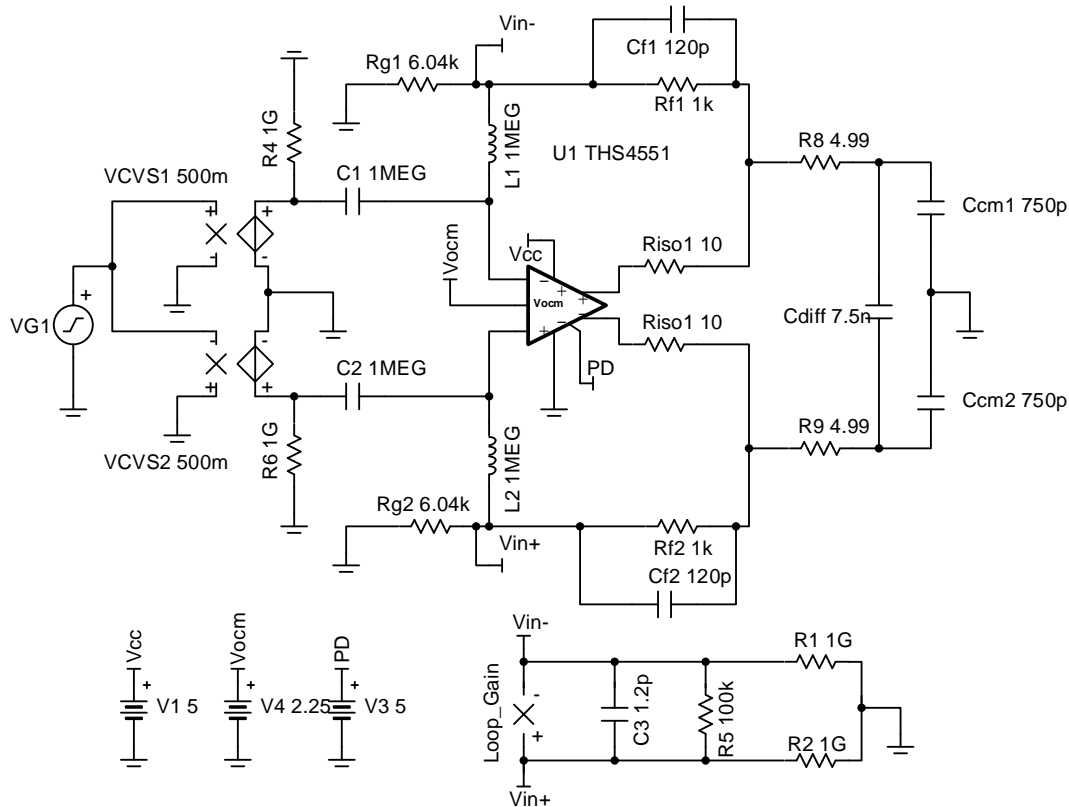 Vin-
Cf1 120p
Rg1 6.04k
Rf1 1k
R4 1G
L1 1MEG
U1 THS4551
R8 4.99
VCVS1 500m
C1 1MEG
Ccm1 750p
+
-
+
-
Vocm
Vcc
Riso1 10
-
+
+
Vocm
+
-
-
VG1
+
Cdiff 7.5n
Riso1 10
PD
-
+
-
+
C2 1MEG
Ccm2 750p
R9 4.99
VCVS2 500m
R6 1G
L2 1MEG
Rg2 6.04k
Rf2 1k
Vin+
Cf2 120p
Vin-
Vcc
Vocm
PD
R1 1G
+
V1 5
+
V4 2.25
+
V3 5
Loop_Gain
-
+
C3 1.2p
R5 100k
R2 1G
Vin+